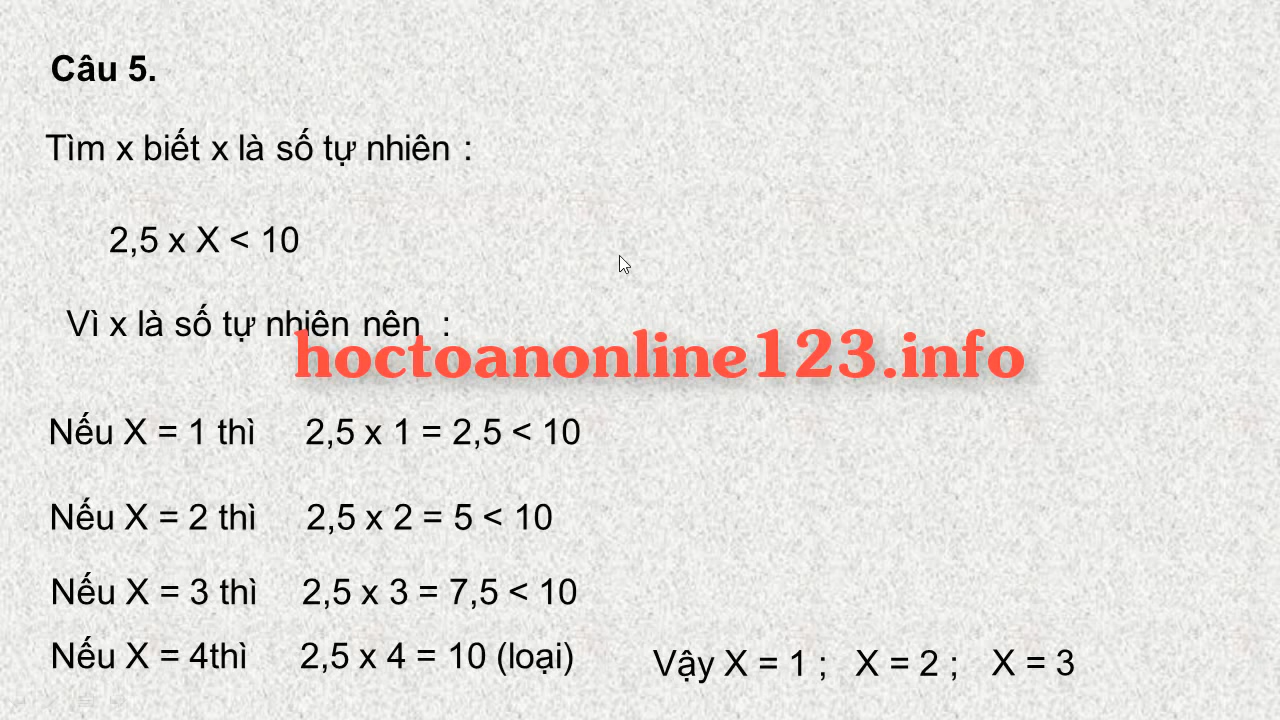 Câu 5.
Tìm x biết x là số tự nhiên :
2,5 x X < 10
Vì x là số tự nhiên nên :
hoctoanonline123.info
Nếu X = 1 thì 2,5 x 1 = 2,5 < 10
Nếu X = 2 thì 2,5 x 2 = 5 < 10
Nếu X = 3 thì 2,5 x 3 = 7,5 < 10
Nếu X = 4thì 2,5 x 4 = 10 (loại)
Vậy X = 1 ; X = 2 ; X = 3